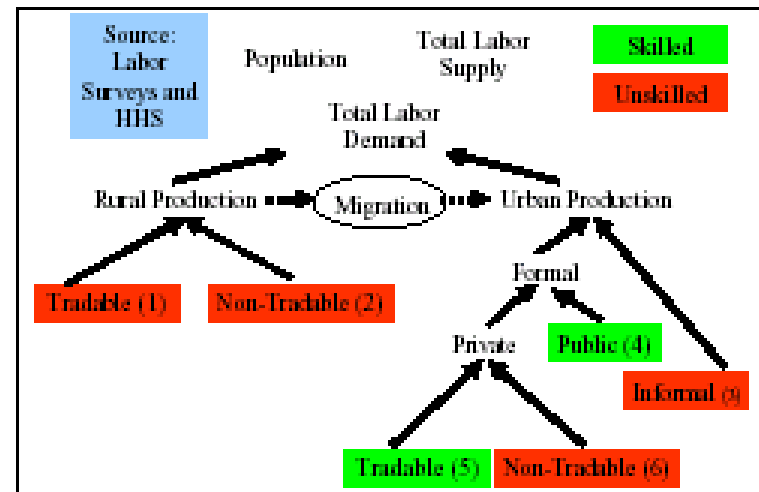 Source:
Labor
Surveys and
HHS
Population
Total Labor
Supply
Skilled
Unskilled
Total Labor
Demand
Rural Production
Migration
Urban Production
Formal
Tradable (1)
Non-Tradable (2)
Private
Public (4)
Informal (3)
Tradable (5)
Non-Tradable (6)